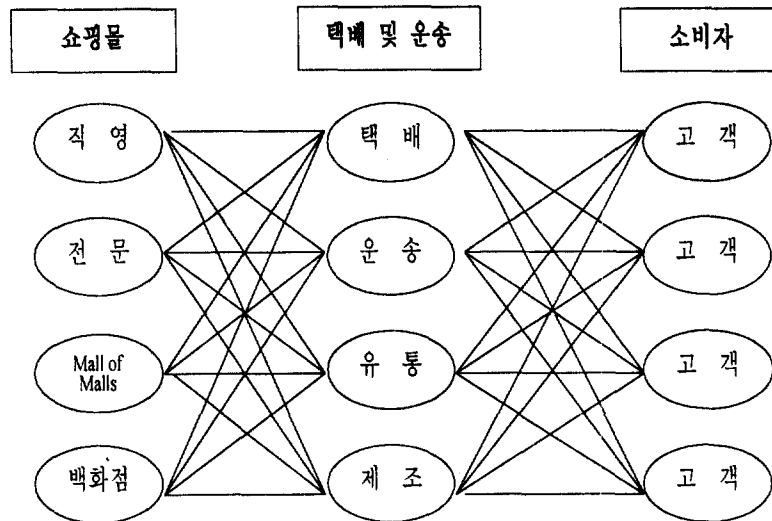 쇼핑몰
택배 및 운송
소비자
직 영
택 배
고 객
전 문
운 송
고 객
Mall of
Malls
유 통
고 객
백화점
제 조
고 객